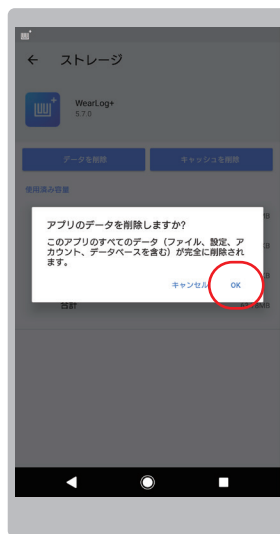 ストレージ
WearLog+
5.7.0
データを削除
キャッシュを削除
使用済み容量
アプリのデータを削除しますか?
このアプリのすべてのデータ（ファイル、設定、ア
カウント、データベースを含む）が完全に削除され
ます。
キャンセル
OK
合計